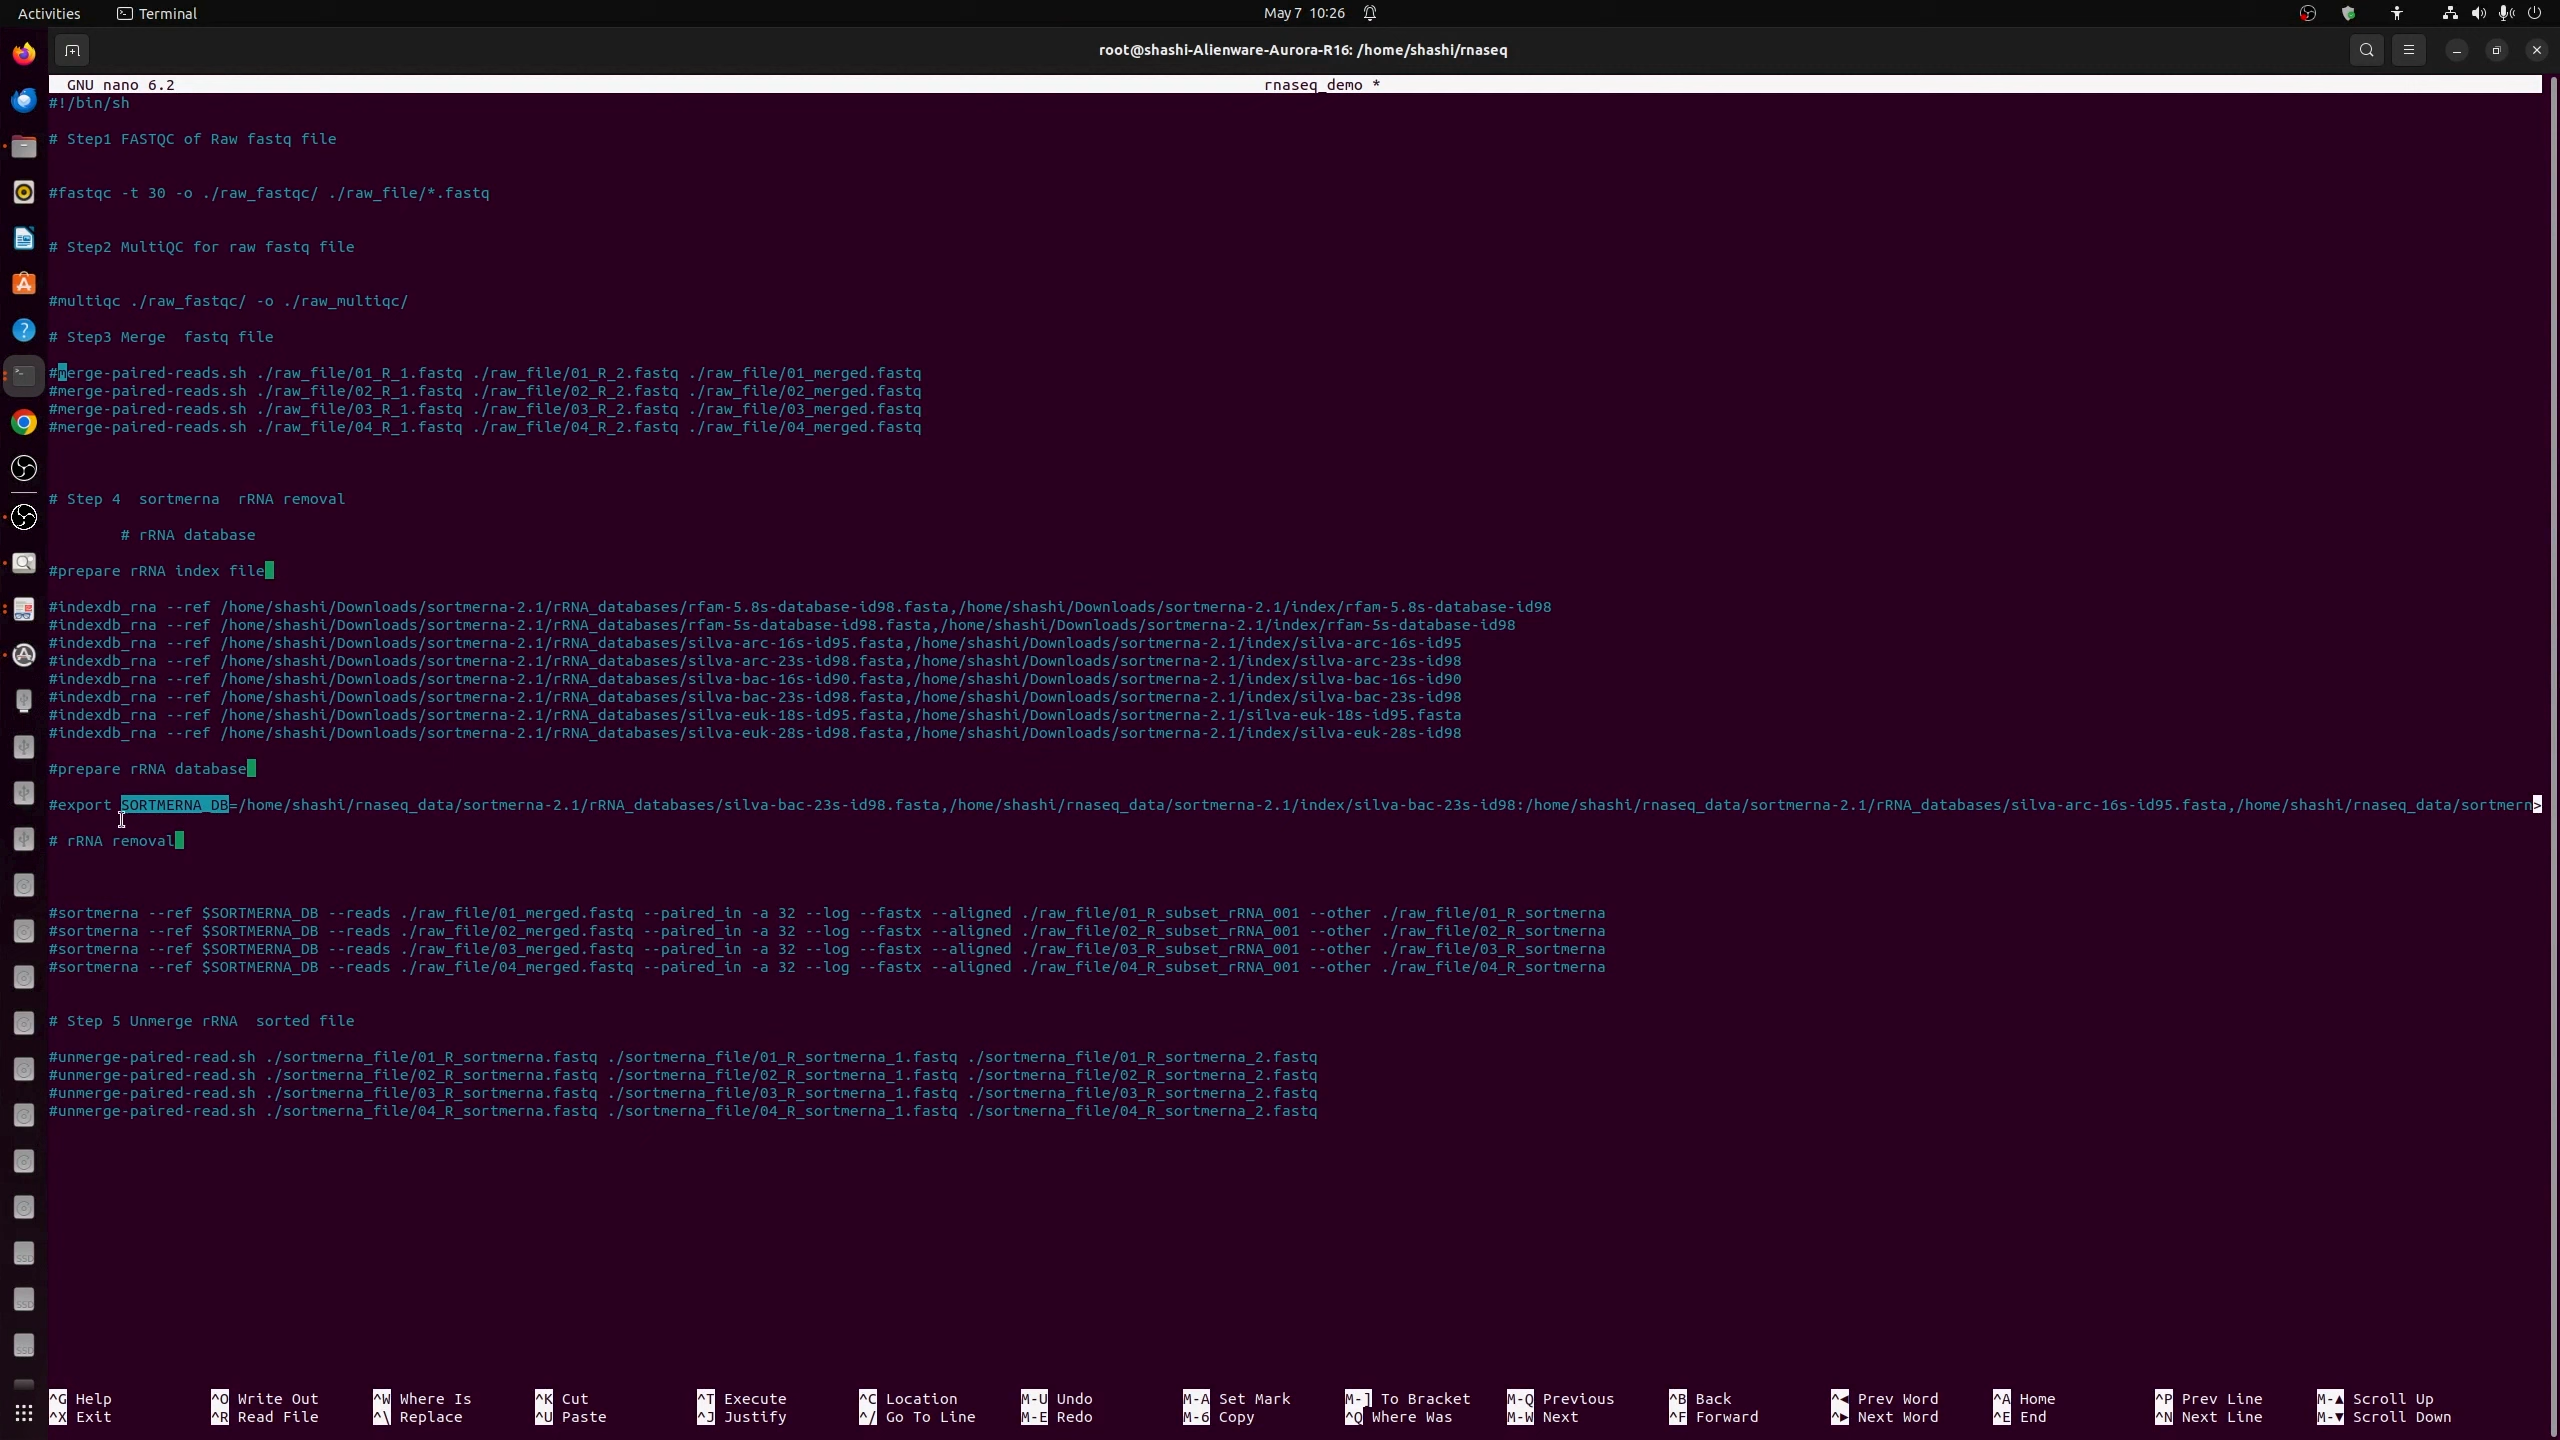 Activities Terminal May 7 10:26
root@shashi-Alienware-Aurora-R16: /home/shashi/rnaseq
GNU nano 6.2 rnaseq_demo *
#!/bin/sh
# Step1 FASTQC of Raw fastq file
#fastqc -t 30 -o ./raw_fastqc/ ./raw_file/*.fastq
# Step2 MultiQC for raw fastq file
#multiqc ./raw_fastqc/ -o ./raw_multiqc/
# Step3 Merge  fastq file
#merge-paired-reads.sh ./raw_file/01_R_1.fastq ./raw_file/01_R_2.fastq ./raw_file/01_merged.fastq
#merge-paired-reads.sh ./raw_file/02_R_1.fastq ./raw_file/02_R_2.fastq ./raw_file/02_merged.fastq
#merge-paired-reads.sh ./raw_file/03_R_1.fastq ./raw_file/03_R_2.fastq ./raw_file/03_merged.fastq
#merge-paired-reads.sh ./raw_file/04_R_1.fastq ./raw_file/04_R_2.fastq ./raw_file/04_merged.fastq
# Step 4  sortmerna  rRNA removal
# rRNA database
#prepare rRNA index file
#indexdb_rna --ref /home/shashi/Downloads/sortmerna-2.1/rRNA_databases/rfam-5.8s-database-id98.fasta,/home/shashi/Downloads/sortmerna-2.1/index/rfam-5.8s-database-id98
#indexdb_rna --ref /home/shashi/Downloads/sortmerna-2.1/rRNA_databases/rfam-5s-database-id98.fasta,/home/shashi/Downloads/sortmerna-2.1/index/rfam-5s-database-id98
#indexdb_rna --ref /home/shashi/Downloads/sortmerna-2.1/rRNA_databases/silva-arc-16s-id95.fasta,/home/shashi/Downloads/sortmerna-2.1/index/silva-arc-16s-id95
#indexdb_rna --ref /home/shashi/Downloads/sortmerna-2.1/rRNA_databases/silva-arc-23s-id98.fasta,/home/shashi/Downloads/sortmerna-2.1/index/silva-arc-23s-id98
#indexdb_rna --ref /home/shashi/Downloads/sortmerna-2.1/rRNA_databases/silva-bac-16s-id90.fasta,/home/shashi/Downloads/sortmerna-2.1/index/silva-bac-16s-id90
#indexdb_rna --ref /home/shashi/Downloads/sortmerna-2.1/rRNA_databases/silva-bac-23s-id98.fasta,/home/shashi/Downloads/sortmerna-2.1/index/silva-bac-23s-id98
#indexdb_rna --ref /home/shashi/Downloads/sortmerna-2.1/rRNA_databases/silva-euk-18s-id95.fasta,/home/shashi/Downloads/sortmerna-2.1/silva-euk-18s-id95.fasta
#indexdb_rna --ref /home/shashi/Downloads/sortmerna-2.1/rRNA_databases/silva-euk-28s-id98.fasta,/home/shashi/Downloads/sortmerna-2.1/index/silva-euk-28s-id98
#prepare rRNA database
#export SORTMERNA_DB=/home/shashi/rnaseq_data/sortmerna-2.1/rRNA_databases/silva-bac-23s-id98.fasta,/home/shashi/rnaseq_data/sortmerna-2.1/index/silva-bac-23s-id98:/home/shashi/rnaseq_data/sortmerna-2.1/rRNA_databases/silva-arc-16s-id95.fasta,/home/shashi/rnaseq_data/sortmern>
# rRNA removal
#sortmerna --ref $SORTMERNA_DB --reads ./raw_file/01_merged.fastq --paired_in -a 32 --log --fastx --aligned ./raw_file/01_R_subset_rRNA_001 --other ./raw_file/01_R_sortmerna
#sortmerna --ref $SORTMERNA_DB --reads ./raw_file/02_merged.fastq --paired_in -a 32 --log --fastx --aligned ./raw_file/02_R_subset_rRNA_001 --other ./raw_file/02_R_sortmerna
#sortmerna --ref $SORTMERNA_DB --reads ./raw_file/03_merged.fastq --paired_in -a 32 --log --fastx --aligned ./raw_file/03_R_subset_rRNA_001 --other ./raw_file/03_R_sortmerna
#sortmerna --ref $SORTMERNA_DB --reads ./raw_file/04_merged.fastq --paired_in -a 32 --log --fastx --aligned ./raw_file/04_R_subset_rRNA_001 --other ./raw_file/04_R_sortmerna
# Step 5 Unmerge rRNA  sorted file
#unmerge-paired-read.sh ./sortmerna_file/01_R_sortmerna.fastq ./sortmerna_file/01_R_sortmerna_1.fastq ./sortmerna_file/01_R_sortmerna_2.fastq
#unmerge-paired-read.sh ./sortmerna_file/02_R_sortmerna.fastq ./sortmerna_file/02_R_sortmerna_1.fastq ./sortmerna_file/02_R_sortmerna_2.fastq
#unmerge-paired-read.sh ./sortmerna_file/03_R_sortmerna.fastq ./sortmerna_file/03_R_sortmerna_1.fastq ./sortmerna_file/03_R_sortmerna_2.fastq
#unmerge-paired-read.sh ./sortmerna_file/04_R_sortmerna.fastq ./sortmerna_file/04_R_sortmerna_1.fastq ./sortmerna_file/04_R_sortmerna_2.fastq
^G Help ^O Write Out ^W Where Is ^K Cut ^T Execute ^C Location M-U Undo M-A Set Mark M-] To Bracket M-Q Previous ^B Back ^◀ Prev Word ^A Home ^P Prev Line M-▲ Scroll Up
^X Exit ^R Read File ^\ Replace ^U Paste ^J Justify ^/ Go To Line M-E Redo M-6 Copy ^Q Where Was M-W Next ^F Forward ^▶ Next Word ^E End ^N Next Line M-▼ Scroll Down